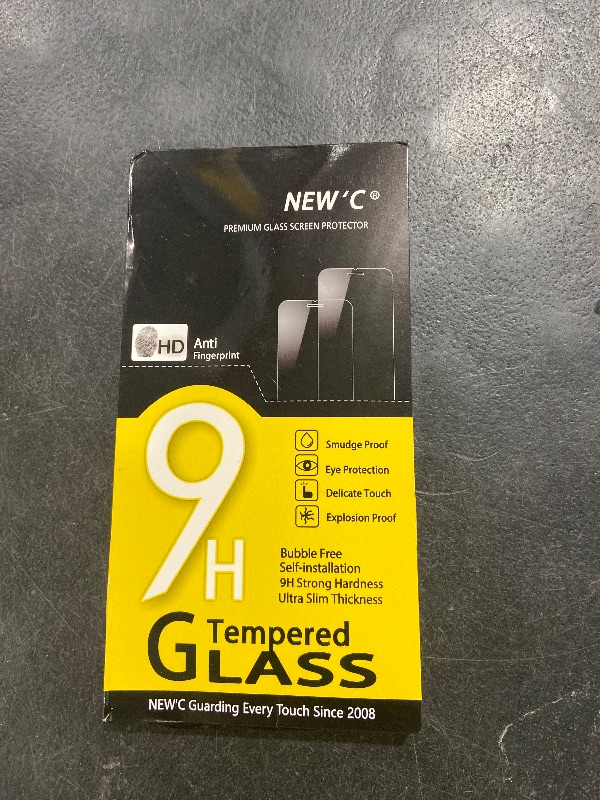 NEW'C®
PREMIUM GLASS SCREEN PROTECTOR
HD
Anti
Fingerprint
9H
Smudge Proof
Eye Protection
Delicate Touch
Explosion Proof
Bubble Free
Self-installation
9H Strong Hardness
Ultra Slim Thickness
Tempered
GLASS
NEW'C Guarding Every Touch Since 2008